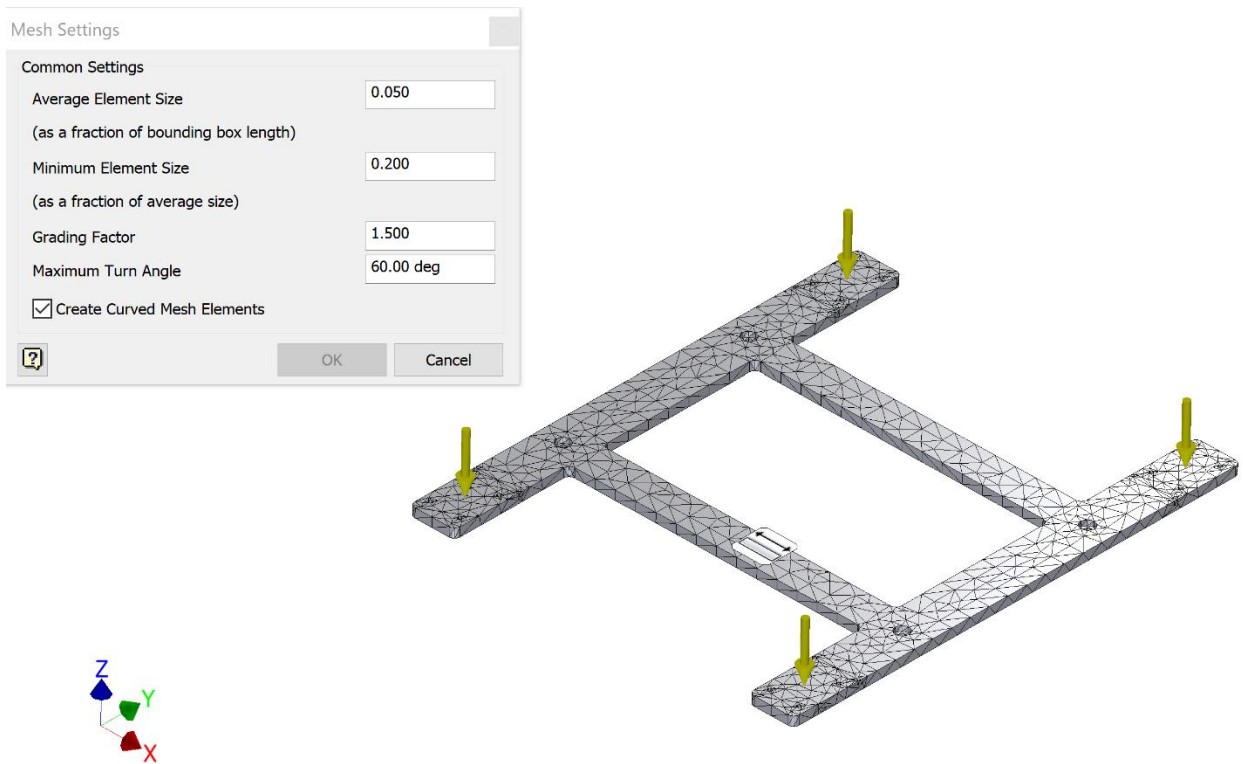 Mesh Settings
Common Settings
Average Element Size 0.050
(as a fraction of bounding box length)
Minimum Element Size 0.200
(as a fraction of average size)
Grading Factor 1.500
Maximum Turn Angle 60.00 deg
Create Curved Mesh Elements
? OK Cancel
Z
Y
X